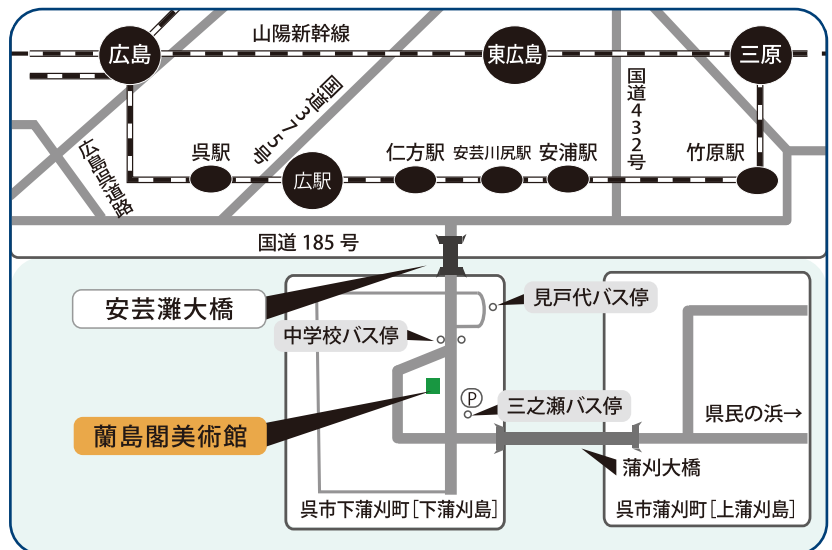 山陽新幹線
広島
東広島
三原
国道375号
国道432号
広島呉道路
呉駅
広駅
仁方駅
安芸川尻駅
安浦駅
竹原駅
国道 185 号
安芸灘大橋
見戸代バス停
中学校バス停
P
三之瀬バス停
蘭島閣美術館
県民の浜→
蒲刈大橋
呉市下蒲刈町[下蒲刈島]
呉市蒲刈町[上蒲刈島]